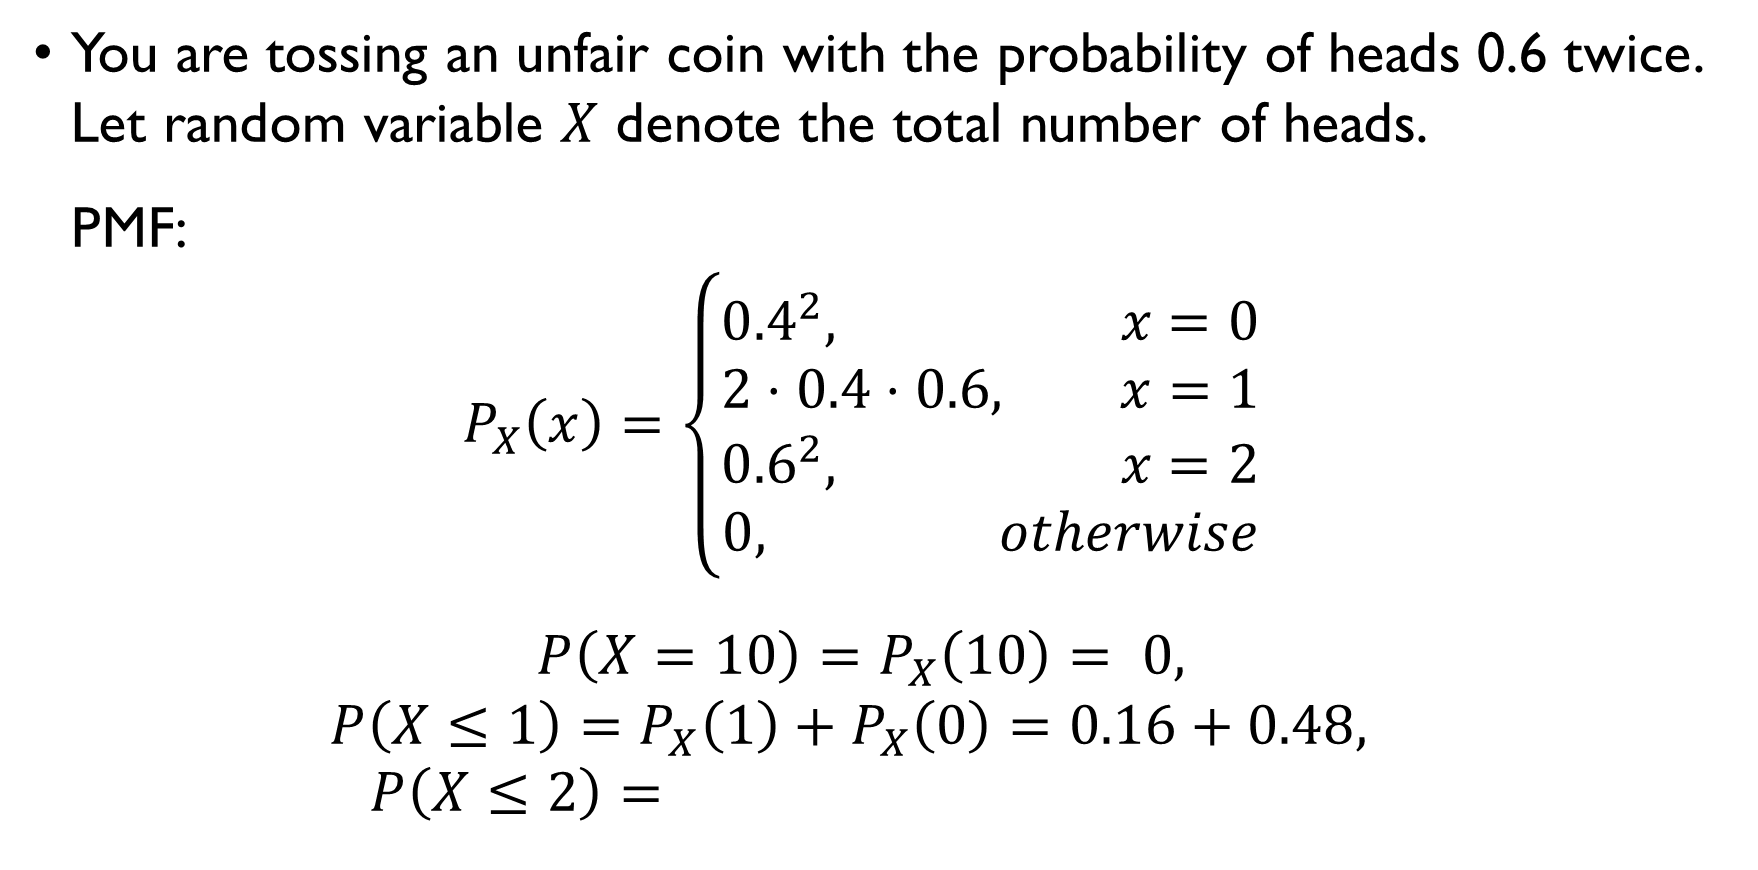 • You are tossing an unfair coin with the probability of heads 0.6 twice.
Let random variable X denote the total number of heads.
PMF:
P_X(x) = { 0.4², x = 0
2 · 0.4 · 0.6, x = 1
0.6², x = 2
0, otherwise
P(X = 10) = P_X(10) = 0,
P(X ≤ 1) = P_X(1) + P_X(0) = 0.16 + 0.48,
P(X ≤ 2) =